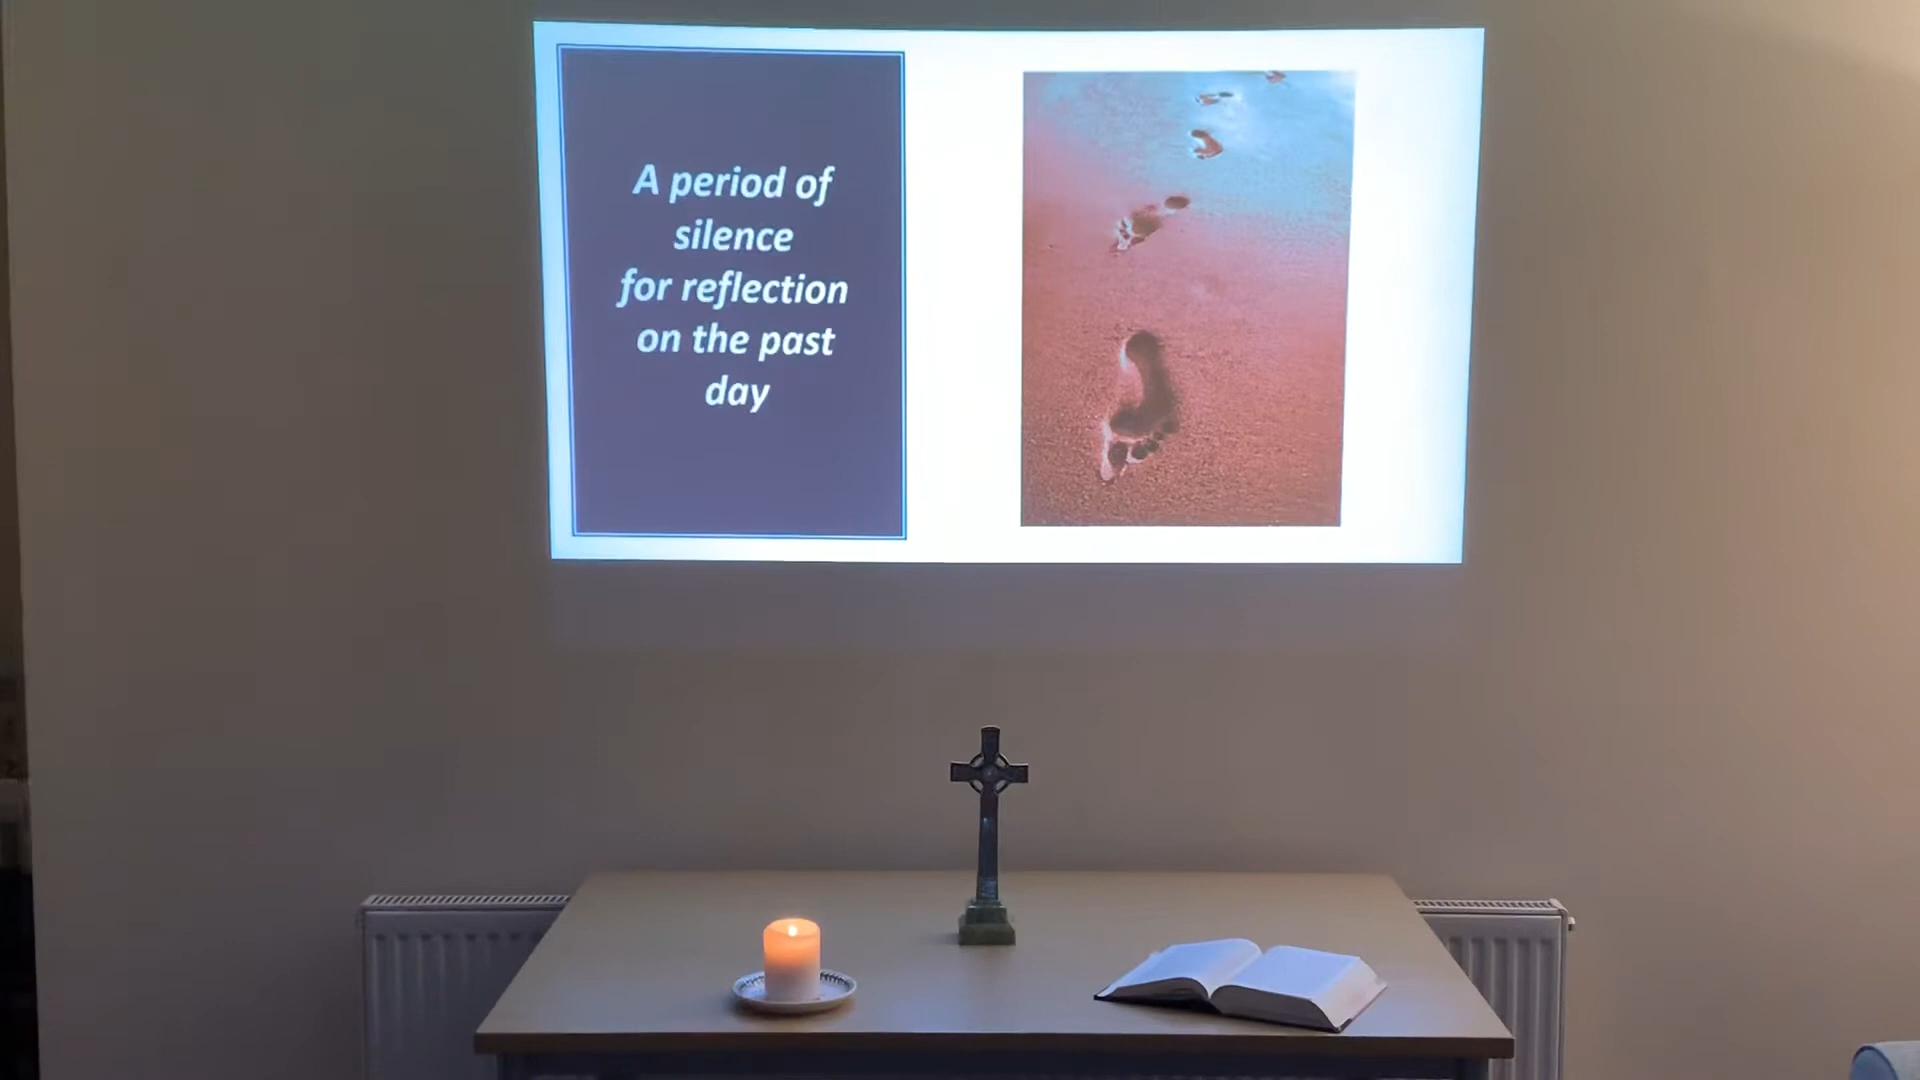 A period of
silence
for reflection
on the past
day